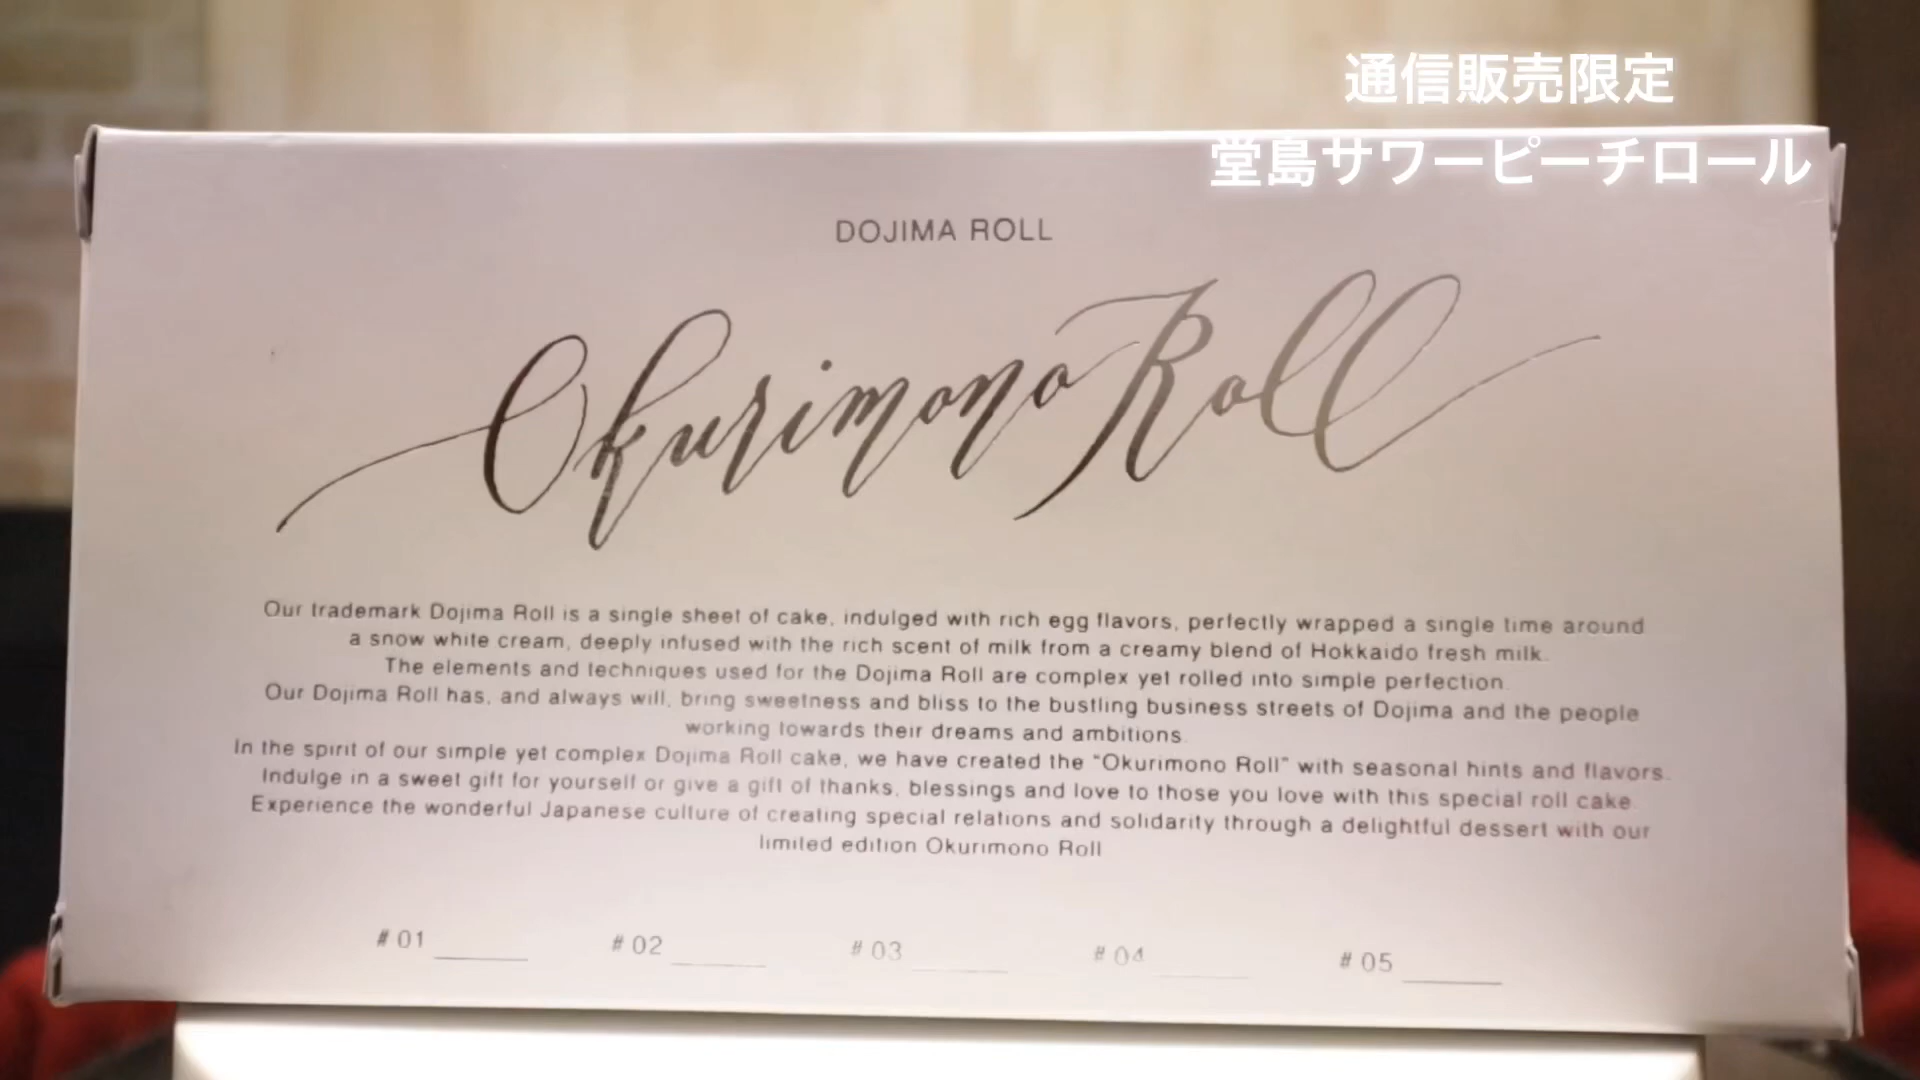 通信販売限定
堂島サワーピーチロール
DOJIMA ROLL
Okurimono Roll
Our trademark Dojima Roll is a single sheet of cake, indulged with rich egg flavors, perfectly wrapped a single time around
a snow white cream, deeply infused with the rich scent of milk from a creamy blend of Hokkaido fresh milk.
The elements and techniques used for the Dojima Roll are complex yet rolled into simple perfection.
Our Dojima Roll has, and always will, bring sweetness and bliss to the bustling business streets of Dojima and the people
working towards their dreams and ambitions.
In the spirit of our simple yet complex Dojima Roll cake, we have created the “Okurimono Roll” with seasonal hints and flavors.
Indulge in a sweet gift for yourself or give a gift of thanks, blessings and love to those you love with this special roll cake.
Experience the wonderful Japanese culture of creating special relations and solidarity through a delightful dessert with our
limited edition Okurimono Roll
# 01 # 02 # 03 # 04 # 05